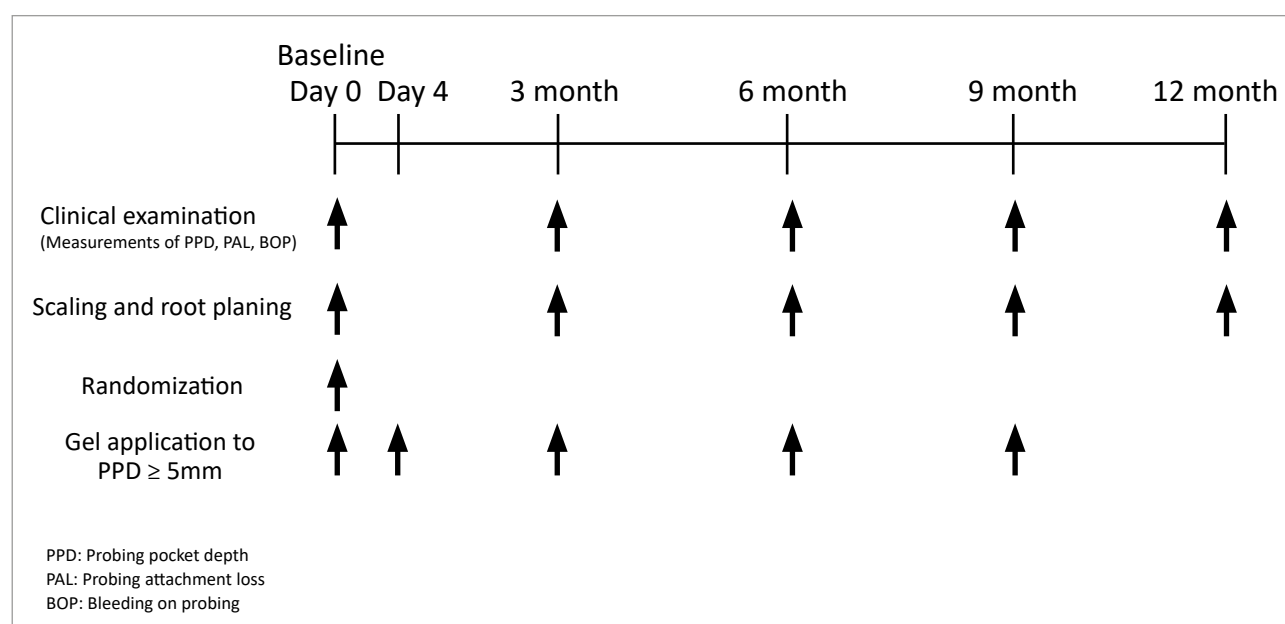 Baseline
Day 0 Day 4 3 month 6 month 9 month 12 month
Clinical examination
(Measurements of PPD, PAL, BOP)
Scaling and root planing
Randomization
Gel application to
PPD ≥ 5mm
PPD: Probing pocket depth
PAL: Probing attachment loss
BOP: Bleeding on probing